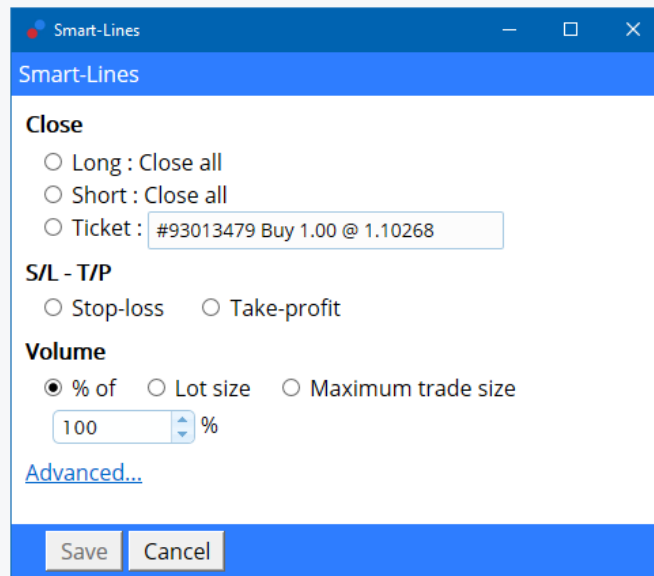 Smart-Lines
Smart-Lines
Close
Long : Close all
Short : Close all
Ticket : #93013479 Buy 1.00 @ 1.10268
S/L - T/P
Stop-loss Take-profit
Volume
% of Lot size Maximum trade size
100 %
Advanced...
Save Cancel